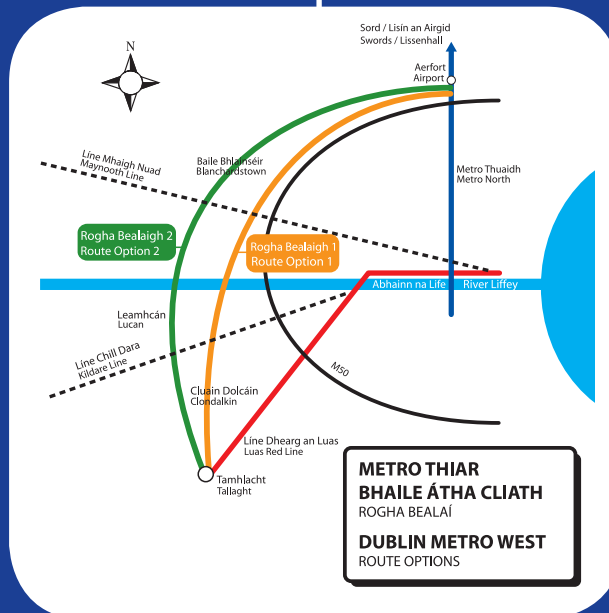 Sord / Lisín an Airgid
Swords / Lissenhall
N
Aerfort
Airport
Líne Mhaigh Nuad
Maynooth Line
Baile Bhlainséir
Blanchardstown
Metro Thuaidh
Metro North
Rogha Bealaigh 2
Route Option 2
Rogha Bealaigh 1
Route Option 1
Abhainn na Life
River Liffey
Leamhcán
Lucan
Líne Chill Dara
Kildare Line
M50
Cluain Dolcáin
Clondalkin
Líne Dhearg an Luas
Luas Red Line
Tamhlacht
Tallaght
METRO THIAR
BHAILE ÁTHA CLIATH
ROGHA BEALAÍ
DUBLIN METRO WEST
ROUTE OPTIONS